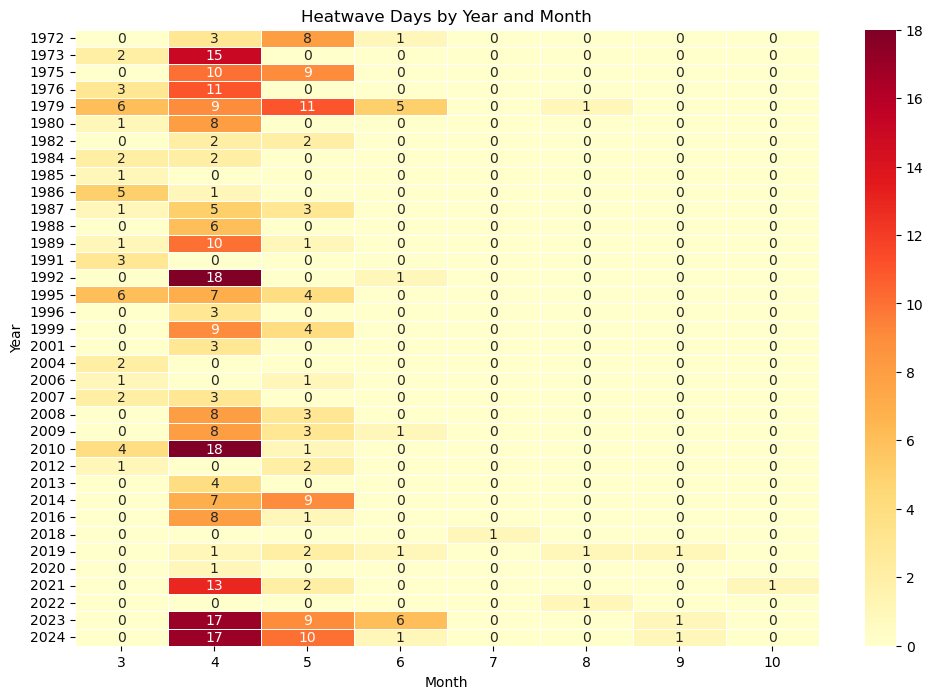 Heatwave Days by Year and Month
1972 0 3 8 1 0 0 0 0
1973 2 15 0 0 0 0 0 0
1975 0 10 9 0 0 0 0 0
1976 3 11 0 0 0 0 0 0
1979 6 9 11 5 0 1 0 0
1980 1 8 0 0 0 0 0 0
1982 0 2 2 0 0 0 0 0
1984 2 2 0 0 0 0 0 0
1985 1 0 0 0 0 0 0 0
1986 5 1 0 0 0 0 0 0
1987 1 5 3 0 0 0 0 0
1988 0 6 0 0 0 0 0 0
1989 1 10 1 0 0 0 0 0
1991 3 0 0 0 0 0 0 0
1992 0 18 0 1 0 0 0 0
1995 6 7 4 0 0 0 0 0
1996 0 3 0 0 0 0 0 0
1999 0 9 4 0 0 0 0 0
2001 0 3 0 0 0 0 0 0
2004 2 0 0 0 0 0 0 0
2006 1 0 1 0 0 0 0 0
2007 2 3 0 0 0 0 0 0
2008 0 8 3 0 0 0 0 0
2009 0 8 3 1 0 0 0 0
2010 4 18 1 0 0 0 0 0
2012 1 0 2 0 0 0 0 0
2013 0 4 0 0 0 0 0 0
2014 0 7 9 0 0 0 0 0
2016 0 8 1 0 0 0 0 0
2018 0 0 0 0 1 0 0 0
2019 0 1 2 1 0 1 1 0
2020 0 1 0 0 0 0 0 0
2021 0 13 2 0 0 0 0 1
2022 0 0 0 0 0 1 0 0
2023 0 17 9 6 0 0 1 0
2024 0 17 10 1 0 0 1 0
3 4 5 6 7 8 9 10
Month
Year
18
16
14
12
10
8
6
4
2
0